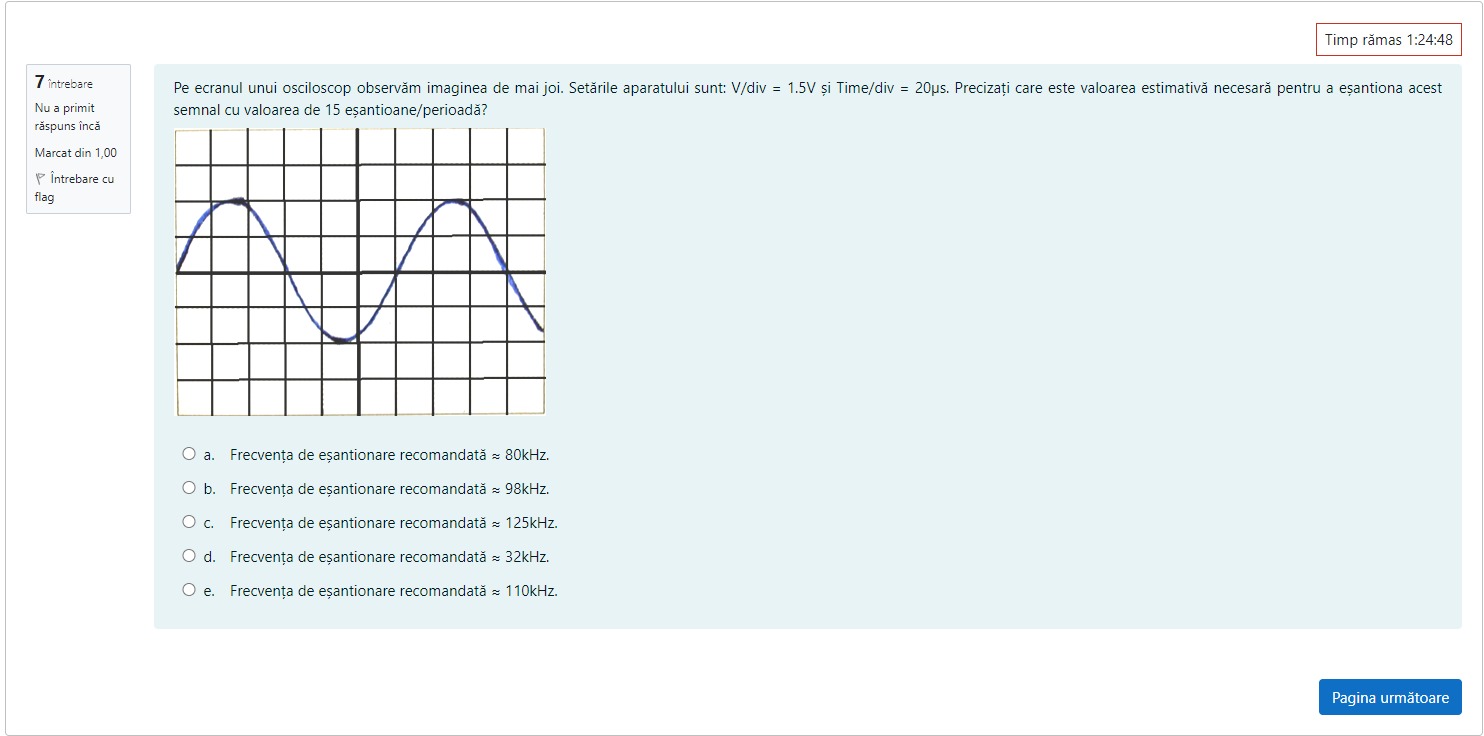 Timp rămas 1:24:48
7 întrebare
Nu a primit
răspuns încă
Marcat din 1,00
Întrebare cu
flag
Pe ecranul unui osciloscop observăm imaginea de mai joi. Setările aparatului sunt: V/div = 1.5V și Time/div = 20µs. Precizați care este valoarea estimativă necesară pentru a eșantiona acest
semnal cu valoarea de 15 eșantioane/perioadă?
a. Frecvența de eșantionare recomandată ≈ 80kHz.
b. Frecvența de eșantionare recomandată ≈ 98kHz.
c. Frecvența de eșantionare recomandată ≈ 125kHz.
d. Frecvența de eșantionare recomandată ≈ 32kHz.
e. Frecvența de eșantionare recomandată ≈ 110kHz.
Pagina următoare